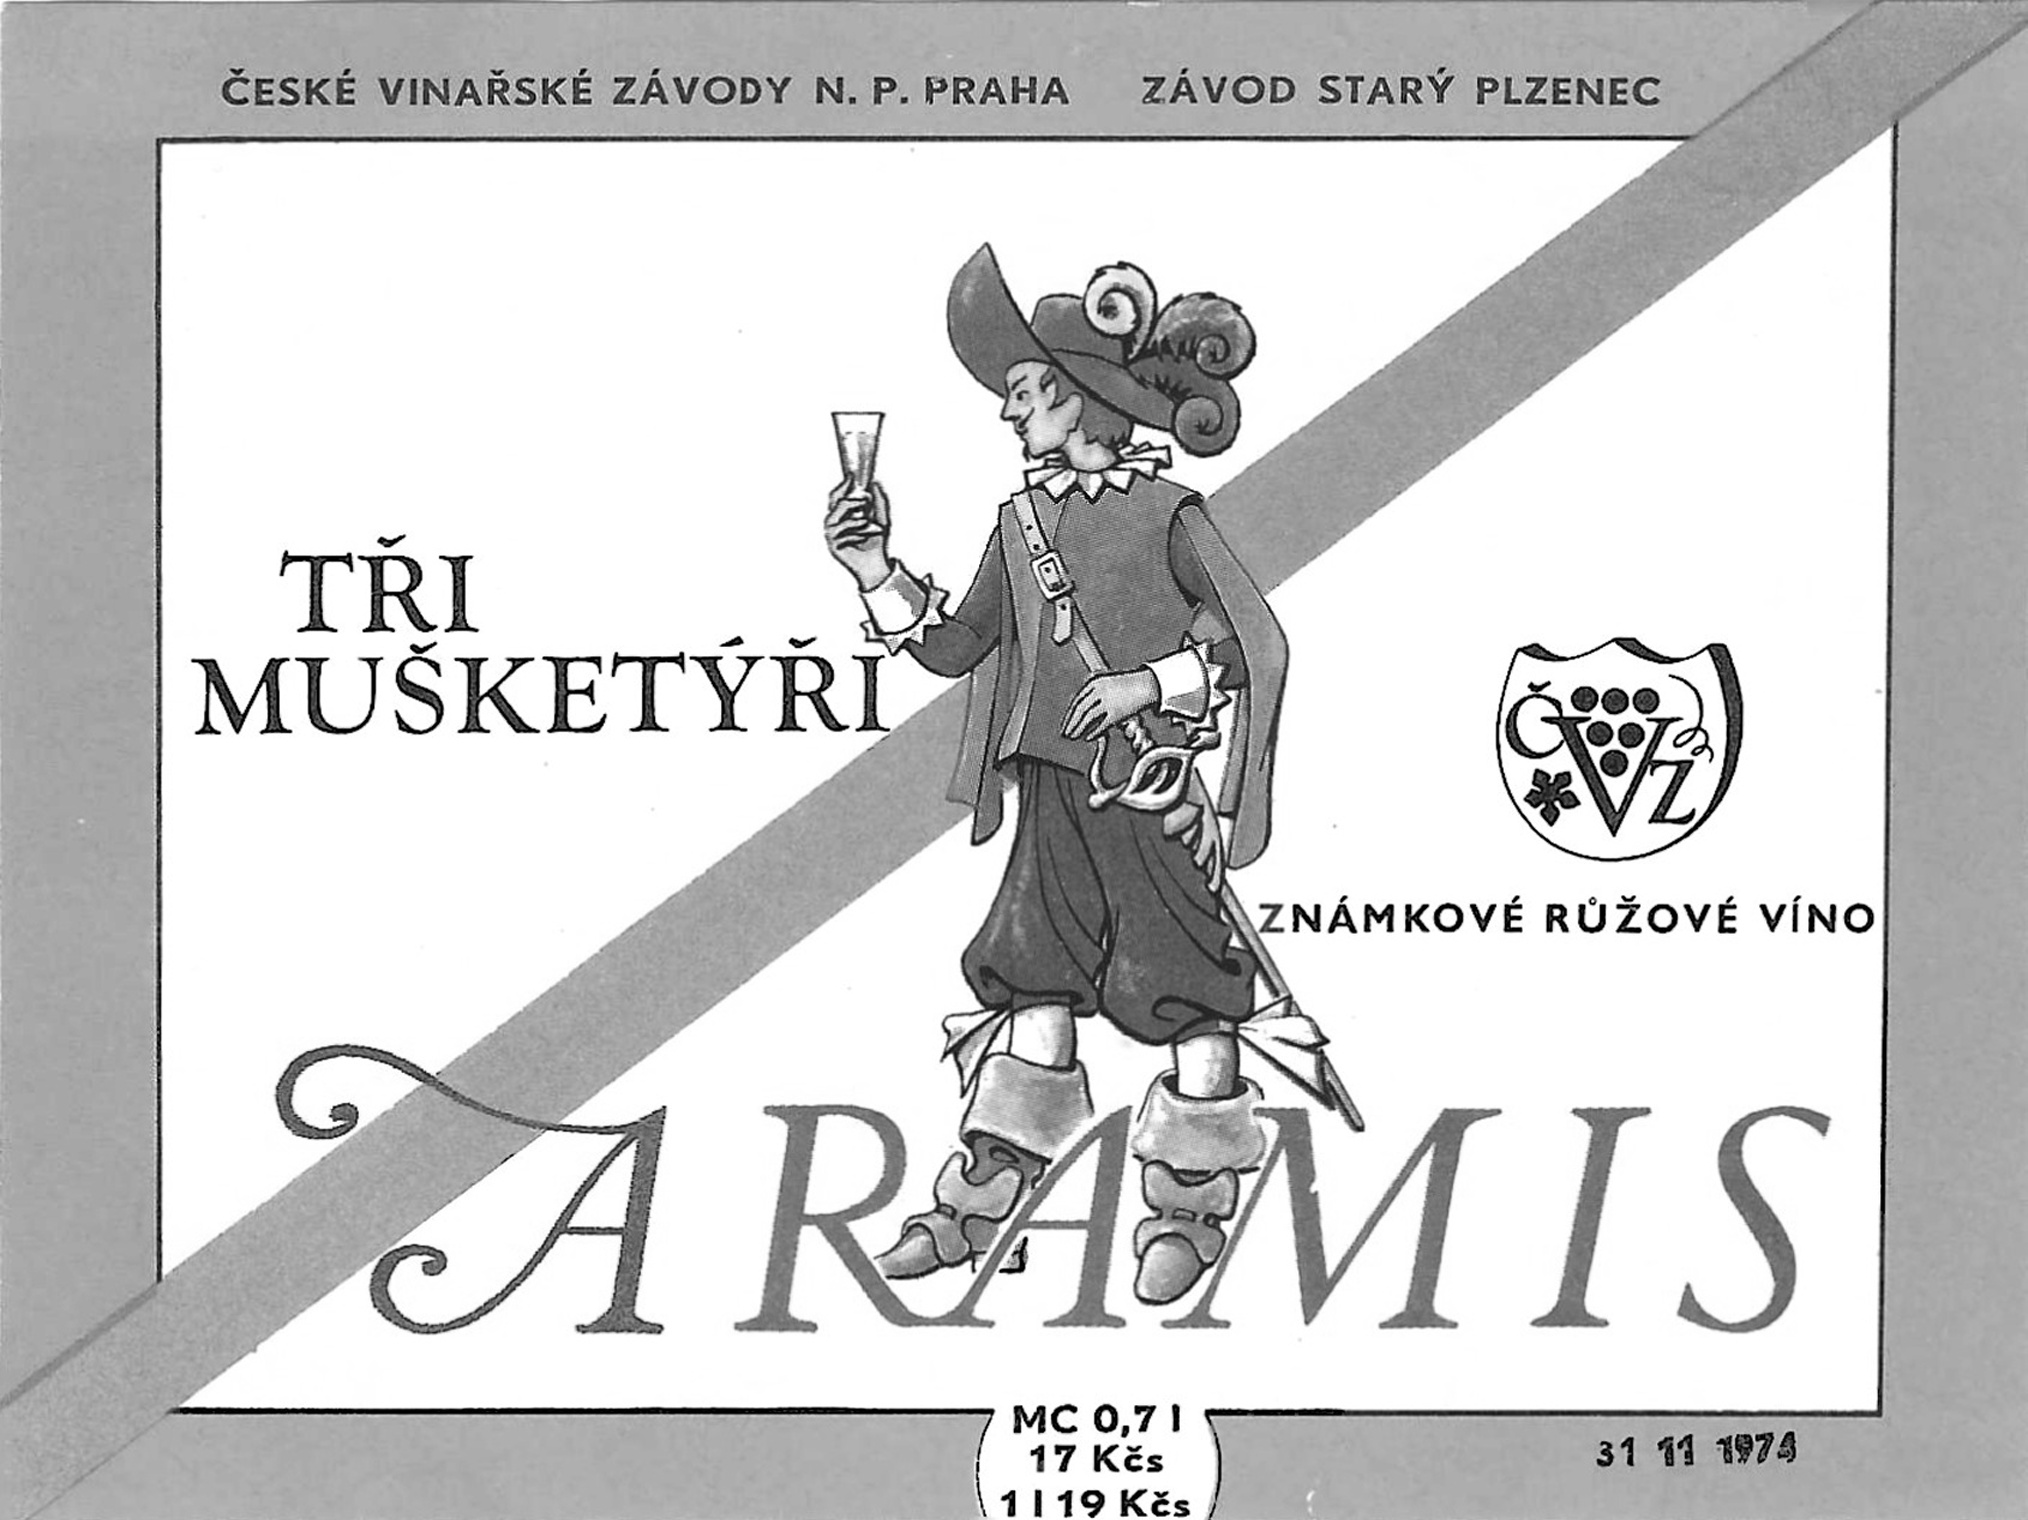 ČESKÉ VINAŘSKÉ ZÁVODY N. P. PRAHA ZÁVOD STARÝ PLZENEC
TŘI
MUŠKETÝŘI
ČVZ
ZNÁMKOVÉ RŮŽOVÉ VÍNO
ARAMIS
MC 0,7 l
17 Kčs
1 l 19 Kčs
31 11 1974